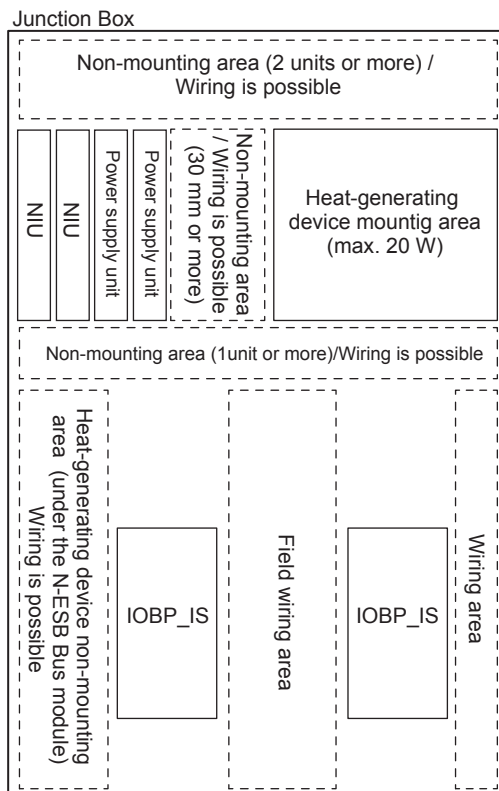 Junction Box
Non-mounting area (2 units or more) /
Wiring is possible
NIU
NIU
Power supply unit
Power supply unit
Non-mounting area
/ Wiring is possible
(30 mm or more)
Heat-generating
device mountig area
(max. 20 W)
Non-mounting area (1unit or more)/Wiring is possible
Heat-generating device non-mounting
area (under the N-ESB Bus module)
Wiring is possible
IOBP_IS
Field wiring area
IOBP_IS
Wiring area